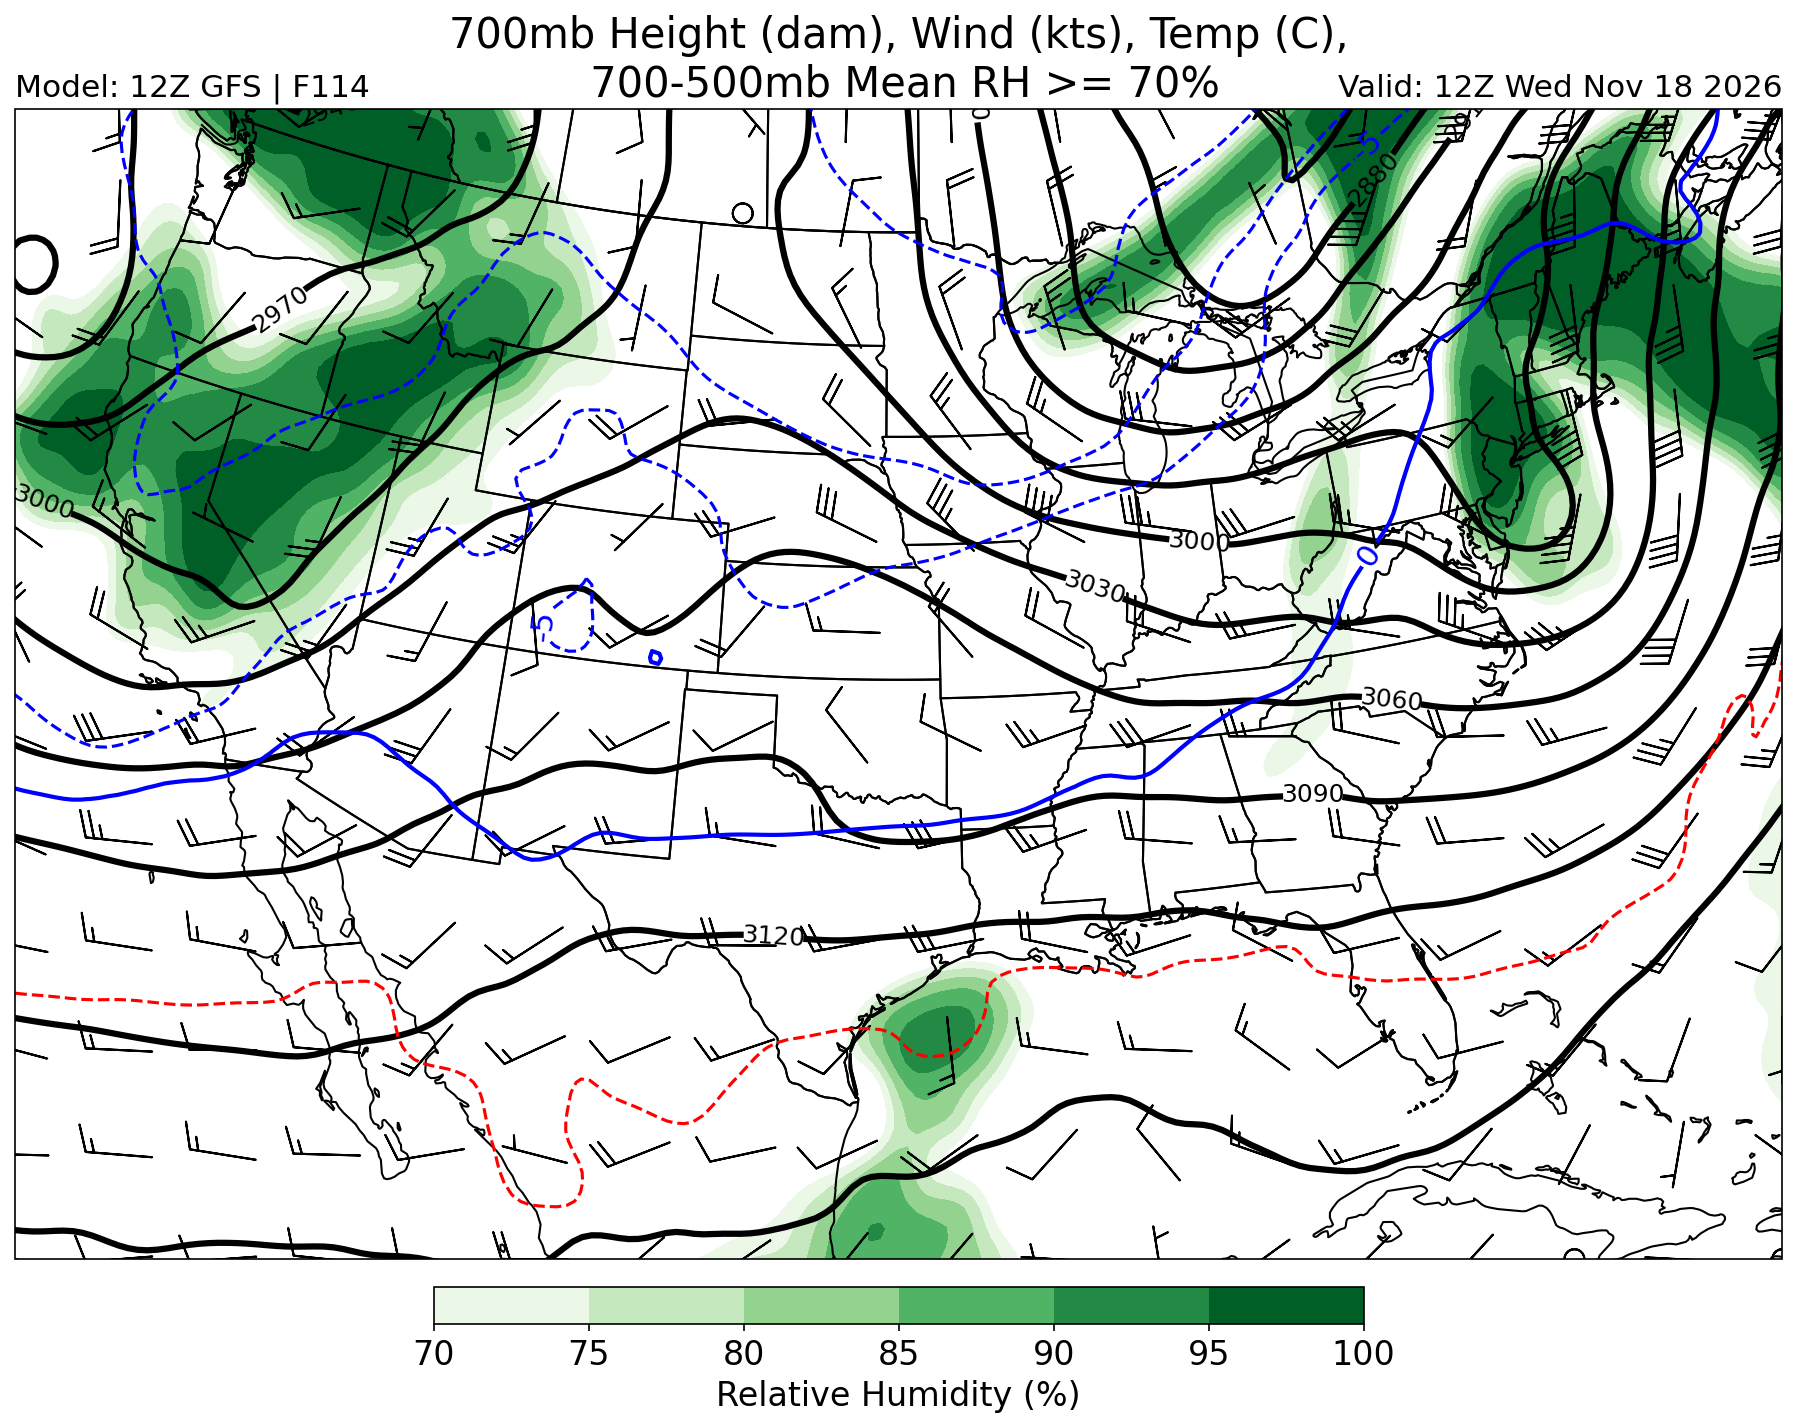 700mb Height (dam), Wind (kts), Temp (C),
700-500mb Mean RH >= 70%
Model: 12Z GFS | F114
Valid: 12Z Wed Nov 18 2026
2880
-5
2970
3000
3000
0
3030
-5
3060
3090
3120
70 75 80 85 90 95 100
Relative Humidity (%)